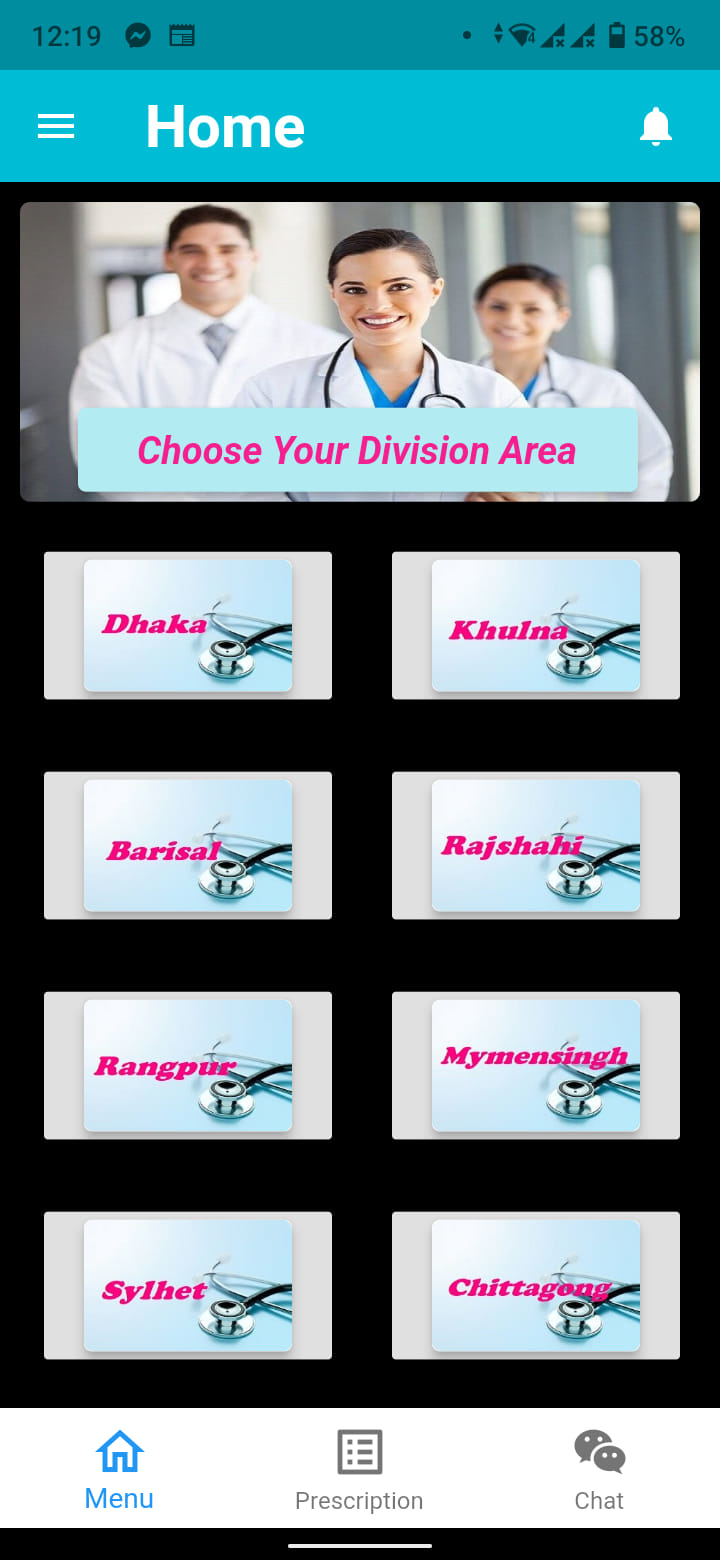 12:19
58%
Home
Choose Your Division Area
Dhaka
Khulna
Barisal
Rajshahi
Rangpur
Mymensingh
Sylhet
Chittagong
Menu
Prescription
Chat